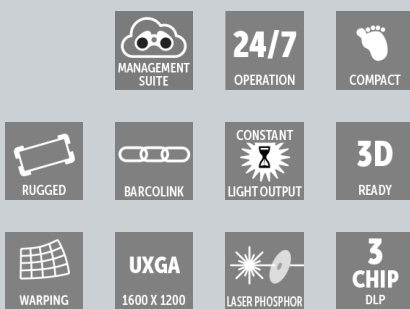 MANAGEMENT
SUITE
24/7
OPERATION
COMPACT
RUGGED
BARCOLINK
CONSTANT
LIGHT OUTPUT
3D
READY
WARPING
UXGA
1600 X 1200
LASER PHOSPHOR
3
CHIP
DLP